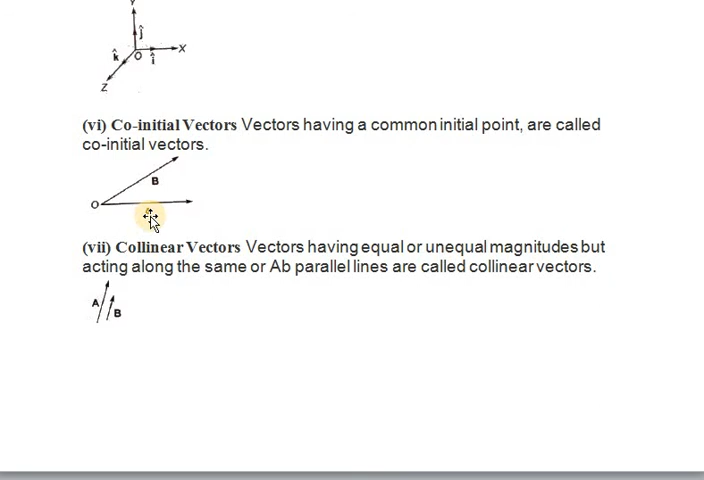 Y
ĵ
k̂ O î X
Z
(vi) Co-initial Vectors Vectors having a common initial point, are called
co-initial vectors.
B
O
(vii) Collinear Vectors Vectors having equal or unequal magnitudes but
acting along the same or Ab parallel lines are called collinear vectors.
A
B